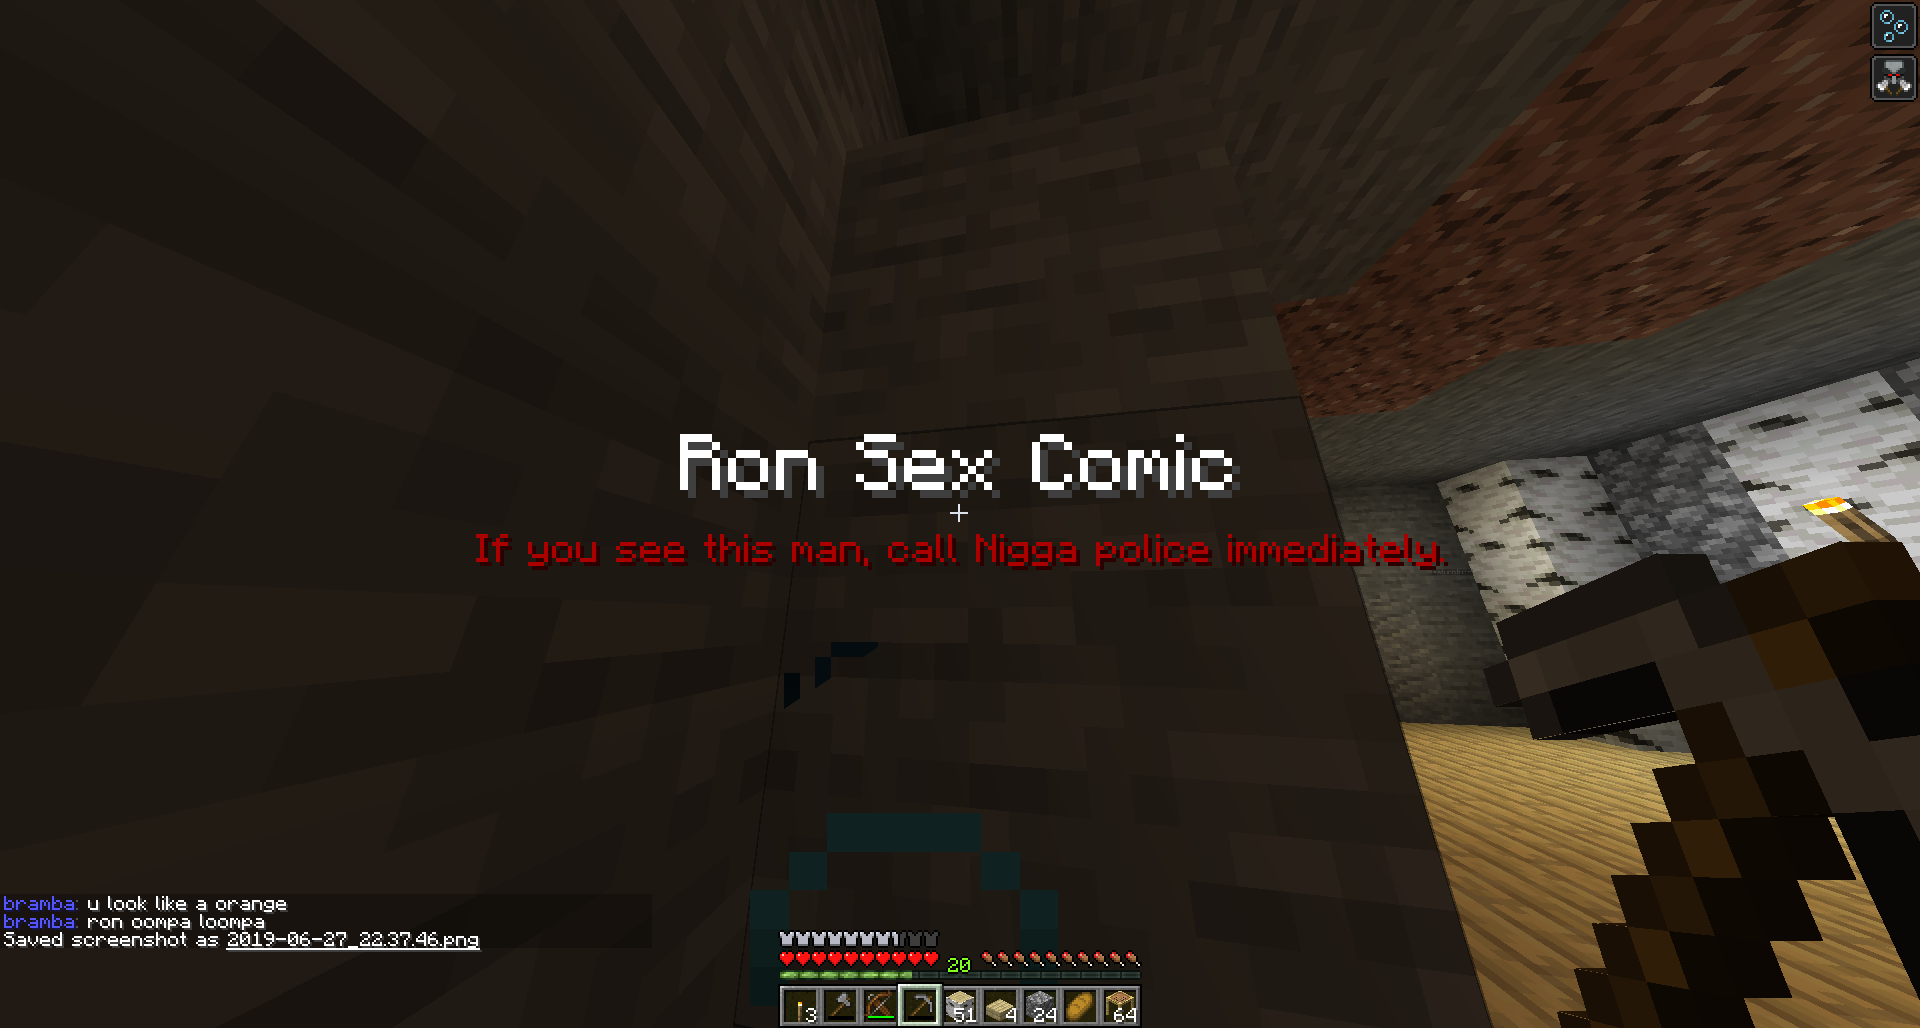 Ron Sex Comic
If you see this man, call Nigga police immediately.
bramba: u look like a orange
bramba: ron oompa loompa
Saved screenshot as 2019-06-27_22.37.46.png
20
3 51 4 24 64